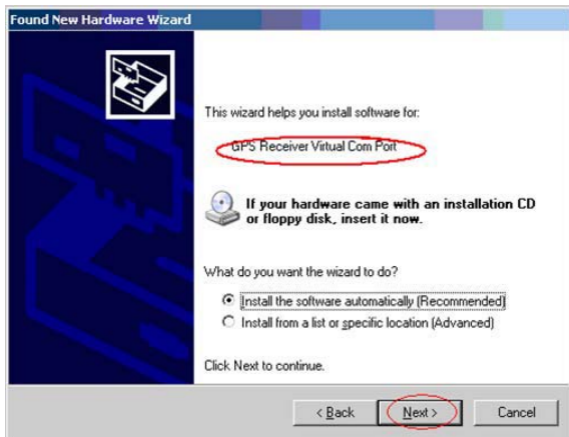 Found New Hardware Wizard
This wizard helps you install software for:
GPS Receiver Virtual Com Port
If your hardware came with an installation CD
or floppy disk, insert it now.
What do you want the wizard to do?
Install the software automatically (Recommended)
Install from a list or specific location (Advanced)
Click Next to continue.
< Back Next > Cancel